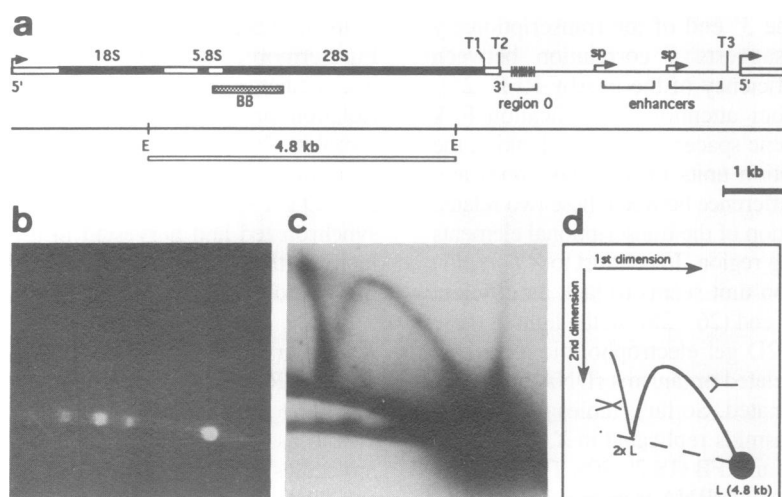 a
18S 5.8S 28S T1 T2 sp sp T3
5' 3' 5'
BB region 0 enhancers
E E
4.8 kb
1 kb
b c d
1st dimension
2nd dimension
2x L
L (4.8 kb)